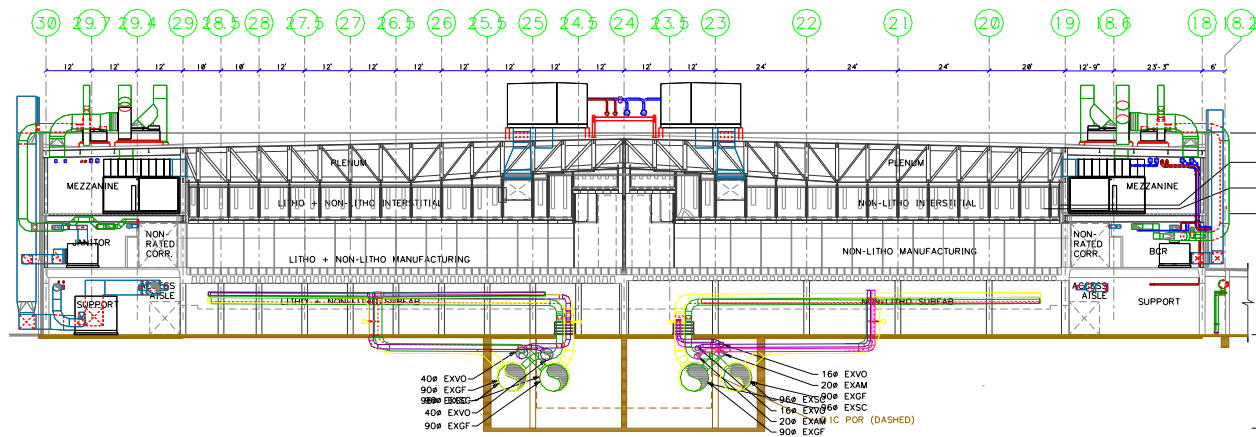 30 29.7 29.4 29 28.5 28 27.5 27 26.5 26 25.5 25 24.5 24 23.5 23 22 21 20 19 18.6 18 18.2
12' 12' 12' 10' 10' 12' 12' 12' 12' 12' 12' 12' 12' 12' 12' 24' 24' 24' 20' 12'-9" 23'-3" 6'
PLENUM PLENUM
MEZZANINE MEZZANINE
LITHO + NON-LITHO INTERSTITIAL NON-LITHO INTERSTITIAL
JANITOR
NON-
RATED
CORR.
NON-
RATED
CORR.
BCR
LITHO + NON-LITHO MANUFACTURING NON-LITHO MANUFACTURING
ACCESS
AISLE
ACCESS
AISLE
SUPPORT LITHO + NON-LITHO SUBFAB NON-LITHO SUBFAB SUPPORT
40ø EXVO
90ø EXGF
40ø EXVO
90ø EXGF
16ø EXVO
20ø EXAM
90ø EXGF
96ø EXSC
96ø EXSC
16ø EXVO
20ø EXAM
90ø EXGF
D1C POR (DASHED)